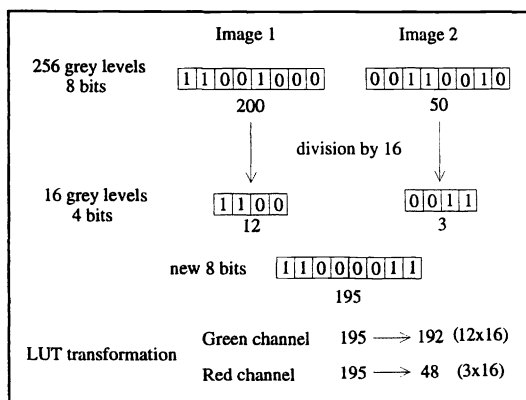 Image 1 Image 2
256 grey levels
8 bits
1 1 0 0 1 0 0 0 0 0 1 1 0 0 1 0
200 50
division by 16
16 grey levels
4 bits
1 1 0 0 0 0 1 1
12 3
new 8 bits 1 1 0 0 0 0 1 1
195
Green channel 195 → 192 (12x16)
LUT transformation
Red channel 195 → 48 (3x16)